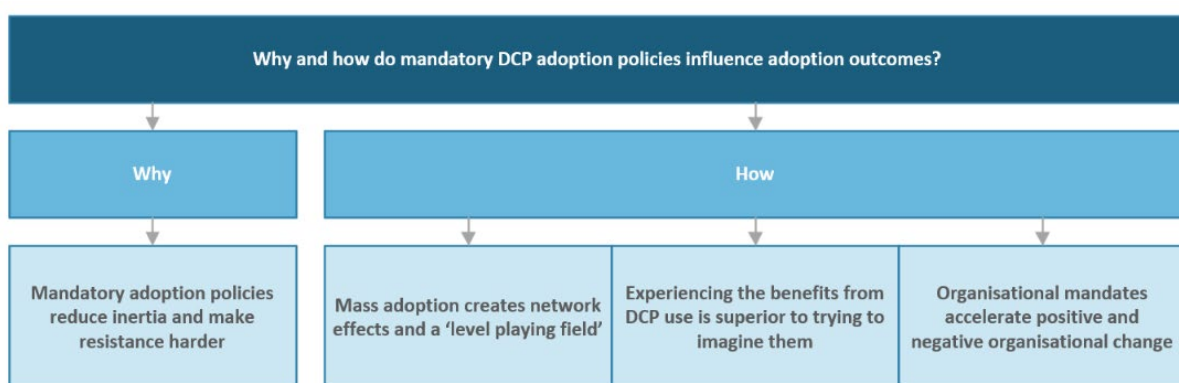 Why and how do mandatory DCP adoption policies influence adoption outcomes?
Why
How
Mandatory adoption policies
reduce inertia and make
resistance harder
Mass adoption creates network
effects and a ‘level playing field’
Experiencing the benefits from
DCP use is superior to trying to
imagine them
Organisational mandates
accelerate positive and
negative organisational change